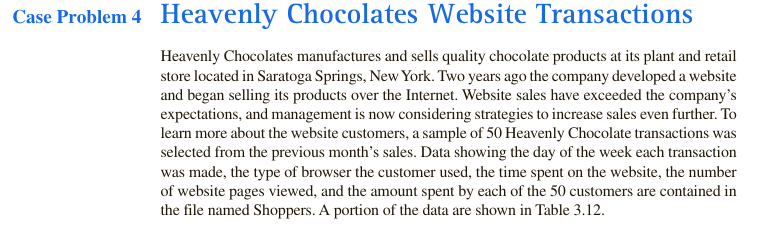 Case Problem 4 Heavenly Chocolates Website Transactions
Heavenly Chocolates manufactures and sells quality chocolate products at its plant and retail
store located in Saratoga Springs, New York. Two years ago the company developed a website
and began selling its products over the Internet. Website sales have exceeded the company's
expectations, and management is now considering strategies to increase sales even further. To
learn more about the website customers, a sample of 50 Heavenly Chocolate transactions was
selected from the previous month's sales. Data showing the day of the week each transaction
was made, the type of browser the customer used, the time spent on the website, the number
of website pages viewed, and the amount spent by each of the 50 customers are contained in
the file named Shoppers. A portion of the data are shown in Table 3.12.